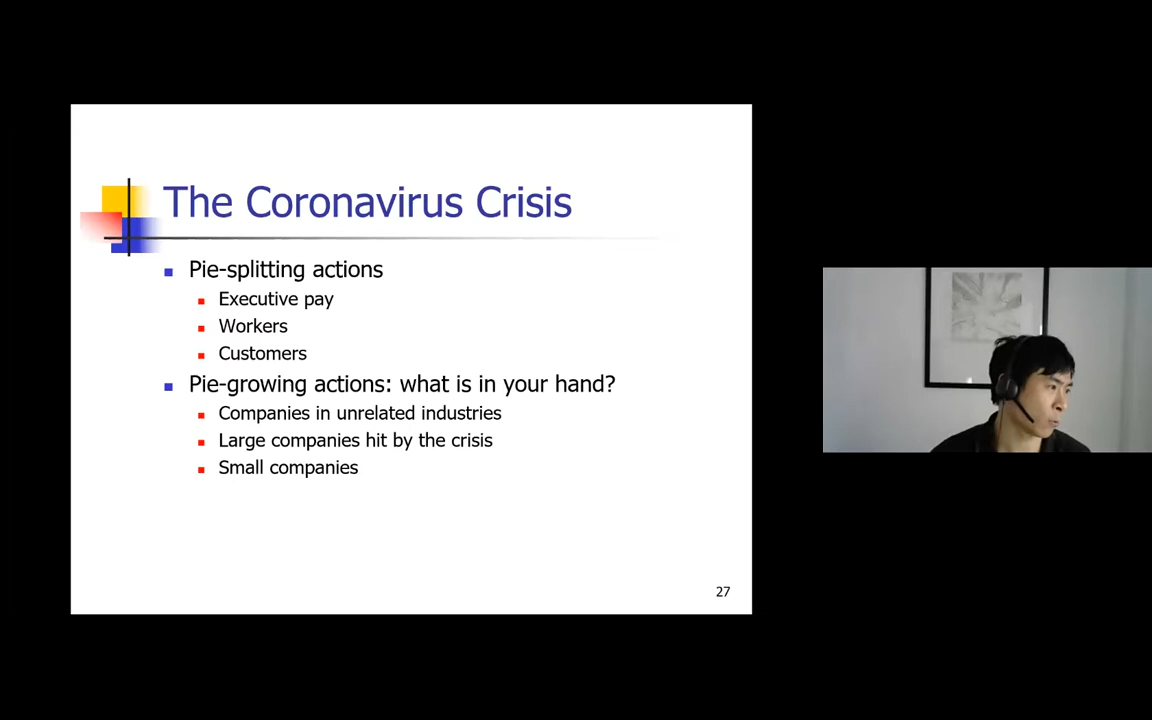 The Coronavirus Crisis
Pie-splitting actions
Executive pay
Workers
Customers
Pie-growing actions: what is in your hand?
Companies in unrelated industries
Large companies hit by the crisis
Small companies
27